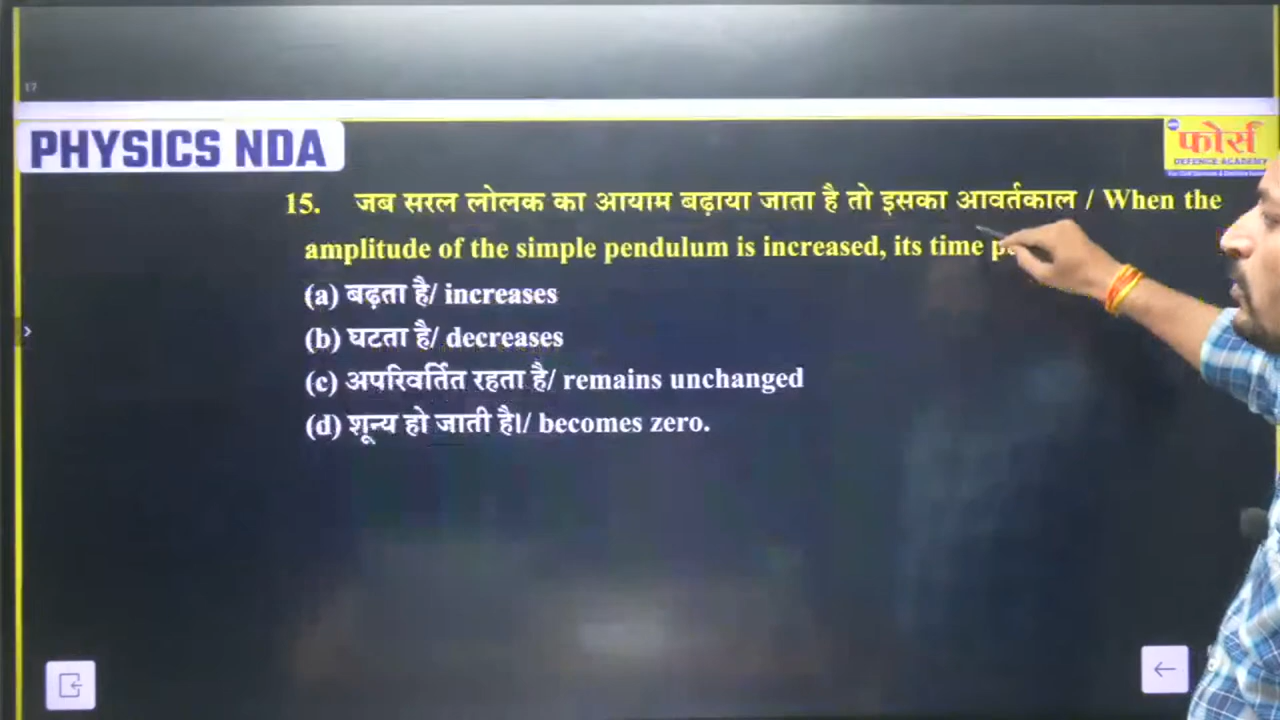 17
PHYSICS NDA
फोर्स
DEFENCE ACADEMY
15. जब सरल लोलक का आयाम बढ़ाया जाता है तो इसका आवर्तकाल / When the
amplitude of the simple pendulum is increased, its time
(a) बढ़ता है/ increases
(b) घटता है/ decreases
(c) अपरिवर्तित रहता है/ remains unchanged
(d) शून्य हो जाती है।/ becomes zero.